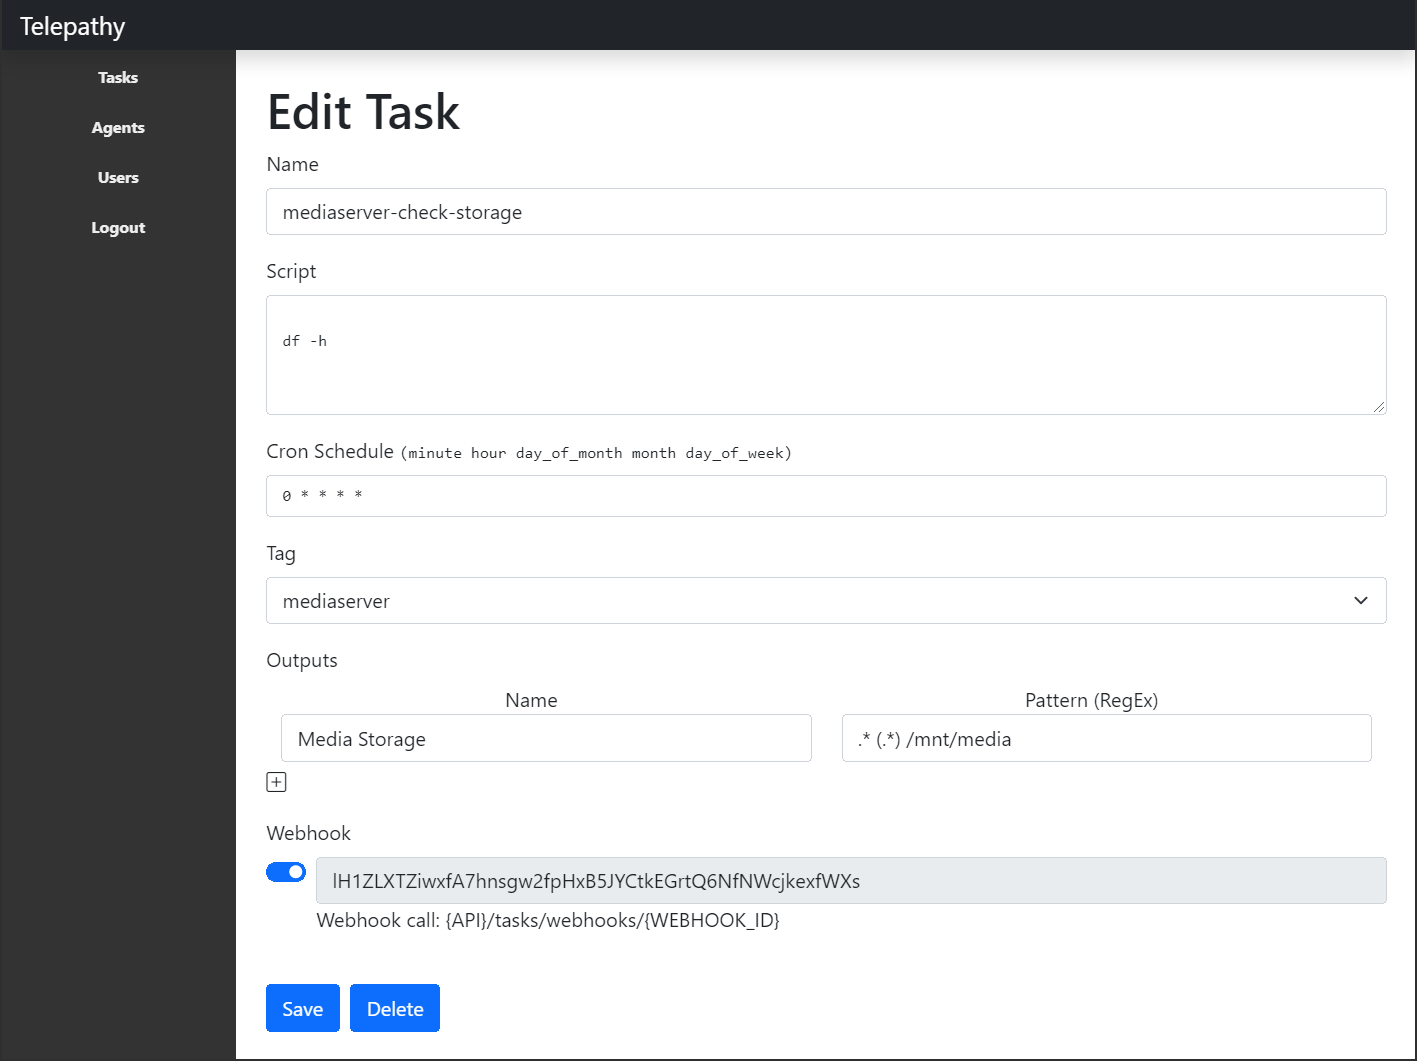 Telepathy
Tasks
Agents
Users
Logout
Edit Task
Name
mediaserver-check-storage
Script
df -h
Cron Schedule (minute hour day_of_month month day_of_week)
0 * * * *
Tag
mediaserver
Outputs
Name Pattern (RegEx)
Media Storage .* (.*) /mnt/media
Webhook
lH1ZLXTZiwxfA7hnsgw2fpHxB5JYCtkEGrtQ6NfNWcjkexfWXs
Webhook call: {API}/tasks/webhooks/{WEBHOOK_ID}
Save Delete